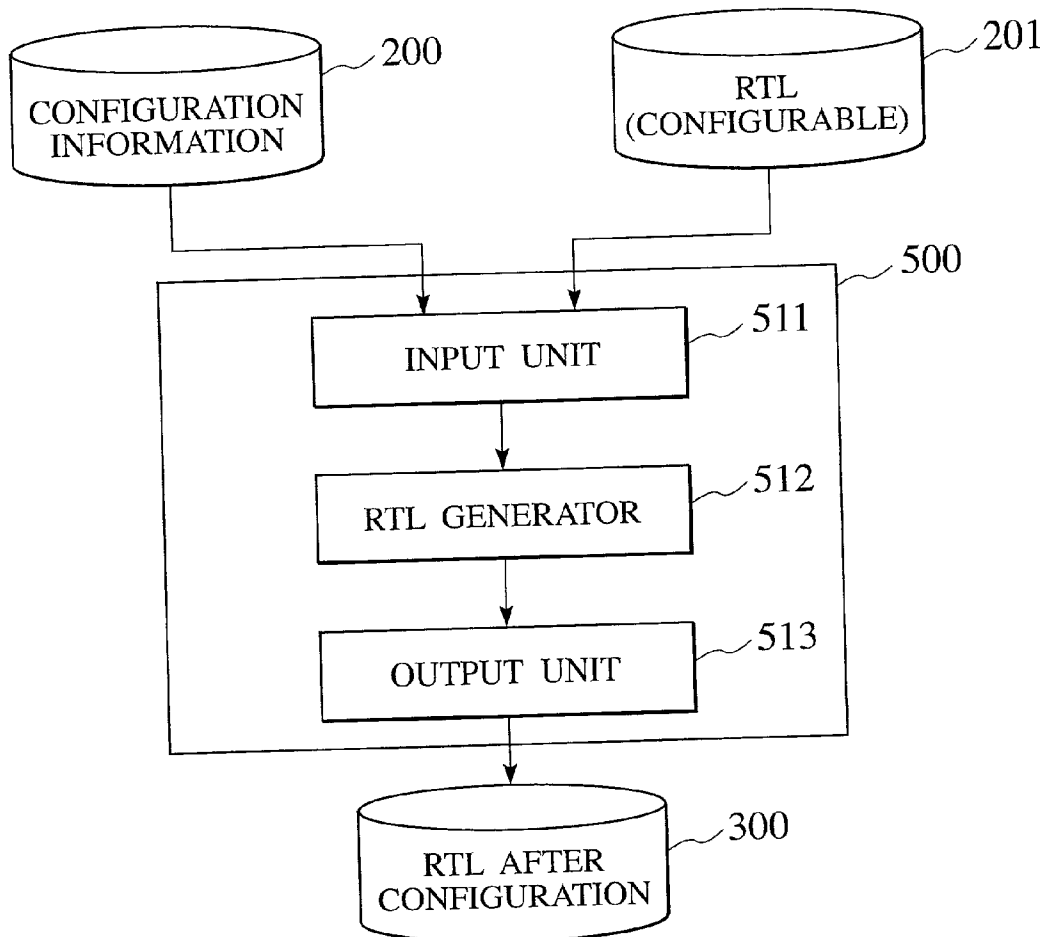 CONFIGURATION
INFORMATION
200
RTL
(CONFIGURABLE)
201
500
INPUT UNIT
511
RTL GENERATOR
512
OUTPUT UNIT
513
RTL AFTER
CONFIGURATION
300